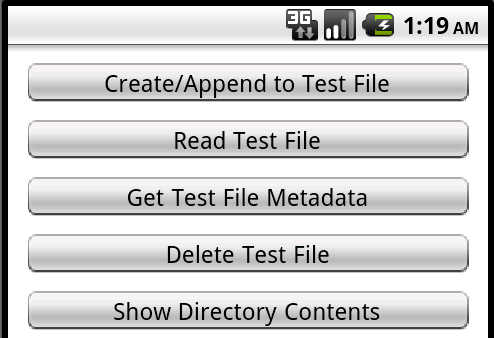 3G
1:19 AM
Create/Append to Test File
Read Test File
Get Test File Metadata
Delete Test File
Show Directory Contents